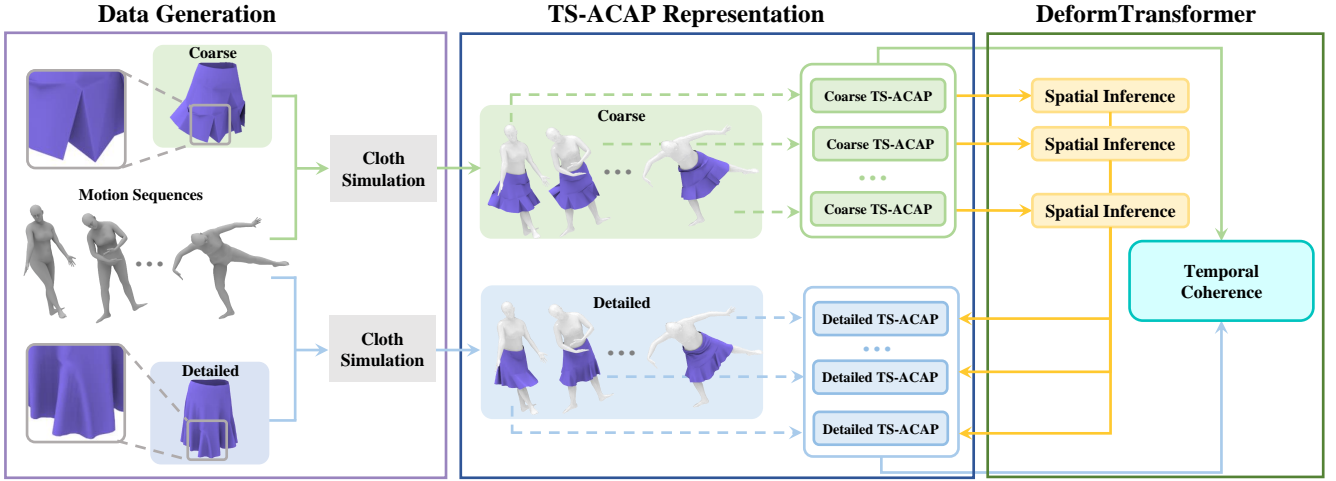 Data Generation
Coarse
Motion Sequences
Detailed
Cloth
Simulation
Cloth
Simulation
TS-ACAP Representation
Coarse
Coarse TS-ACAP
Coarse TS-ACAP
Coarse TS-ACAP
Detailed
Detailed TS-ACAP
Detailed TS-ACAP
Detailed TS-ACAP
DeformTransformer
Spatial Inference
Spatial Inference
Spatial Inference
Temporal
Coherence